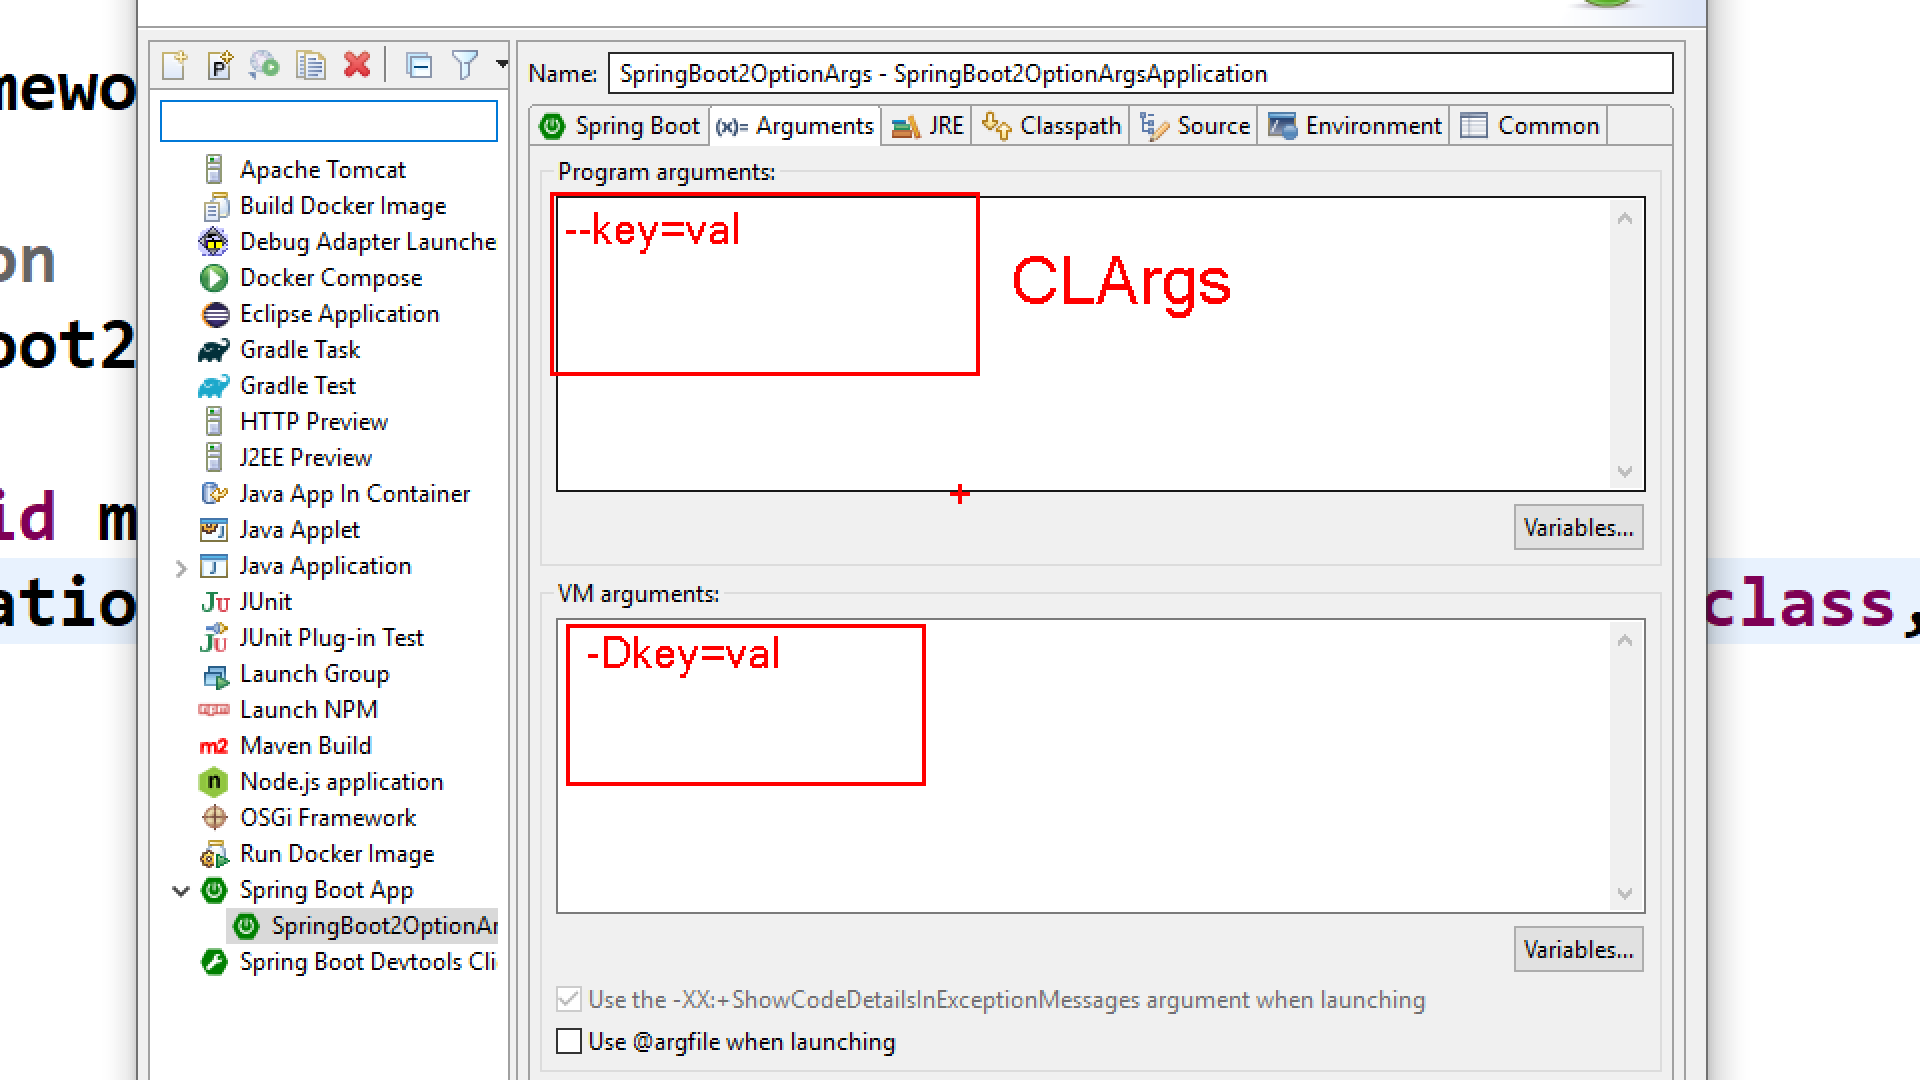 mewo
on
oot2
id m
atio
class,
Name: SpringBoot2OptionArgs - SpringBoot2OptionArgsApplication
Spring Boot (x)= Arguments JRE Classpath Source Environment Common
Apache Tomcat
Build Docker Image
Debug Adapter Launche
Docker Compose
Eclipse Application
Gradle Task
Gradle Test
HTTP Preview
J2EE Preview
Java App In Container
Java Applet
Java Application
JUnit
JUnit Plug-in Test
Launch Group
Launch NPM
Maven Build
Node.js application
OSGi Framework
Run Docker Image
Spring Boot App
SpringBoot2OptionAr
Spring Boot Devtools Cli
Program arguments:
--key=val
CLArgs
Variables...
VM arguments:
-Dkey=val
Variables...
Use the -XX:+ShowCodeDetailsInExceptionMessages argument when launching
Use @argfile when launching